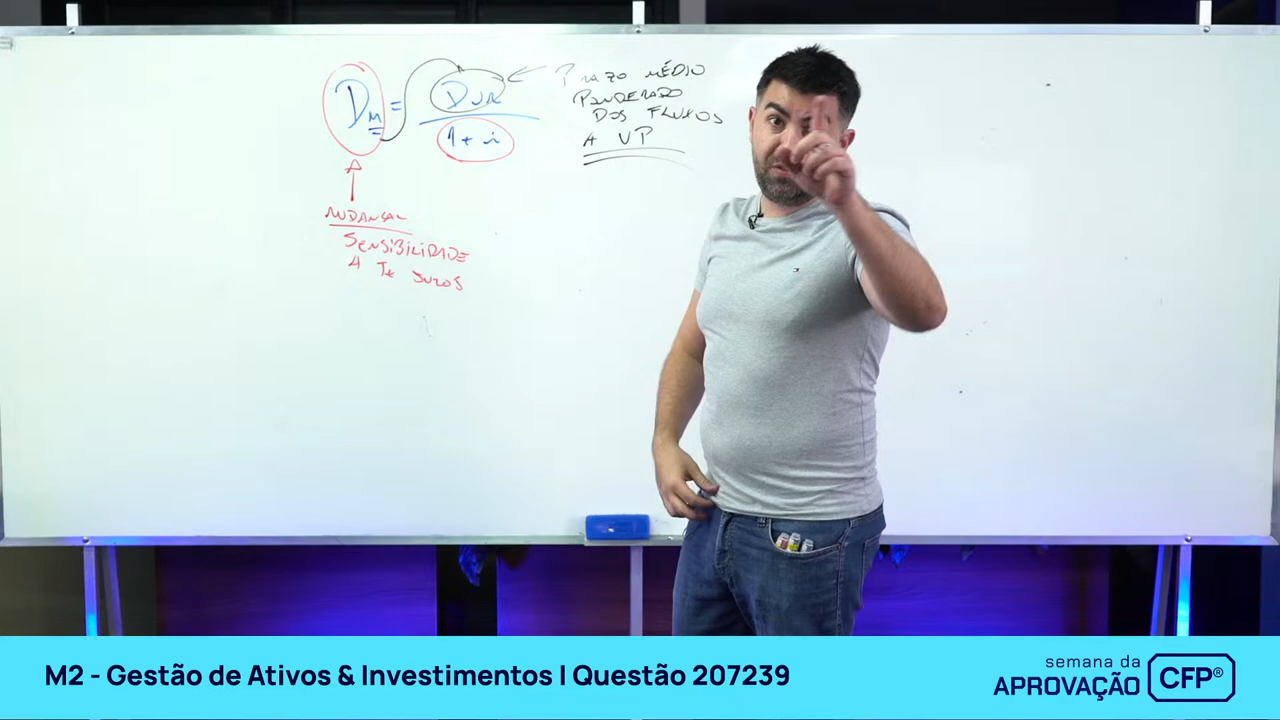 DM = DUR
1 + i
PRAZO MÉDIO
PONDERADO
DOS FLUXOS
A VP
MUDANÇAL
SENSIBILIDADE
A Tx JUROS
M2 - Gestão de Ativos & Investimentos | Questão 207239
semana da
APROVAÇÃO CFP®